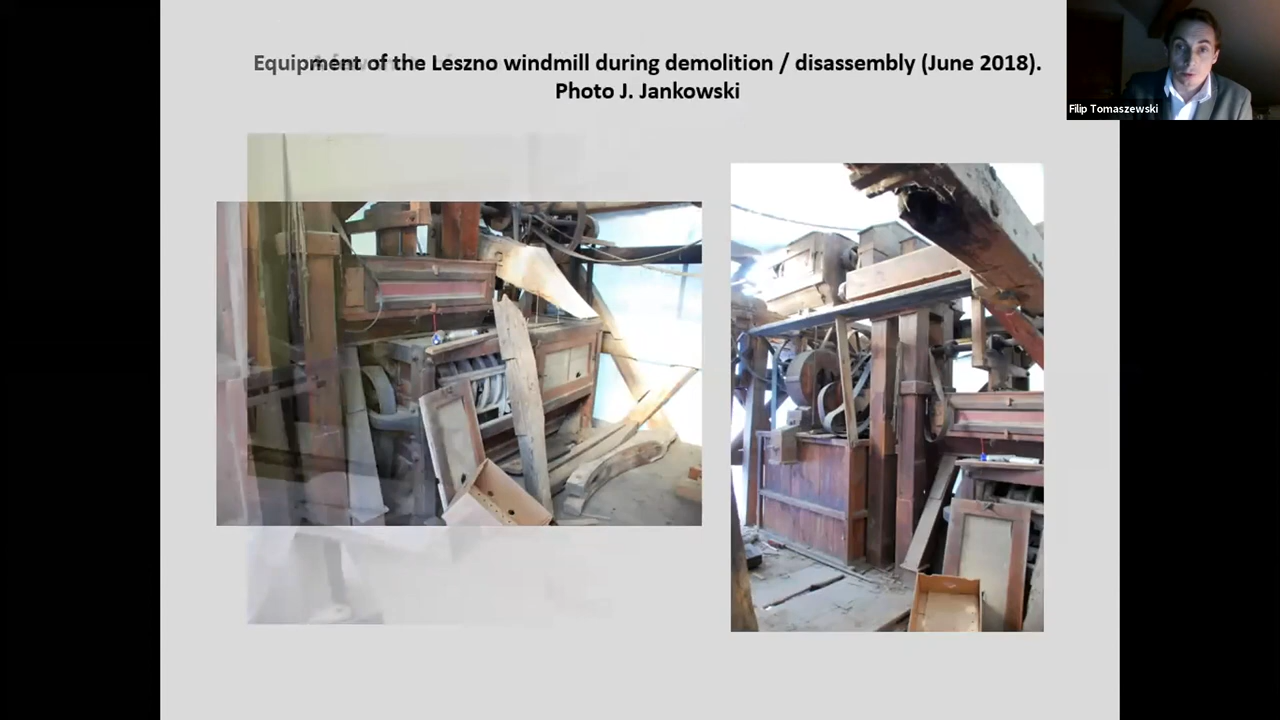 Equipment of the Leszno windmill during demolition / disassembly (June 2018).
Photo J. Jankowski
Filip Tomaszewski